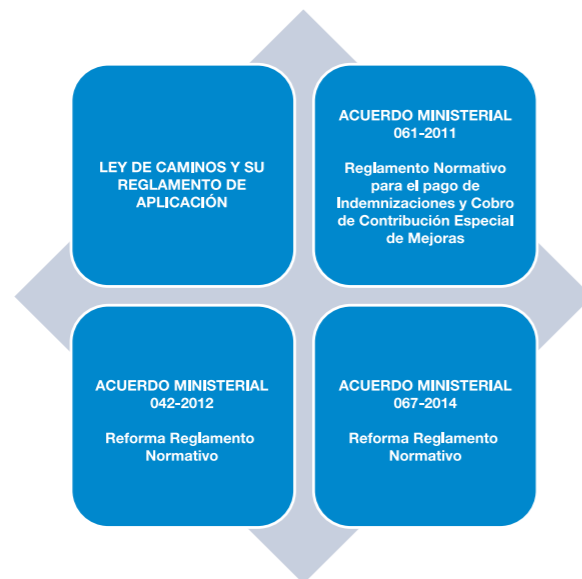 LEY DE CAMINOS Y SU
REGLAMENTO DE
APLICACIÓN
ACUERDO MINISTERIAL
061-2011
Reglamento Normativo
para el pago de
Indemnizaciones y Cobro
de Contribución Especial
de Mejoras
ACUERDO MINISTERIAL
042-2012
Reforma Reglamento
Normativo
ACUERDO MINISTERIAL
067-2014
Reforma Reglamento
Normativo